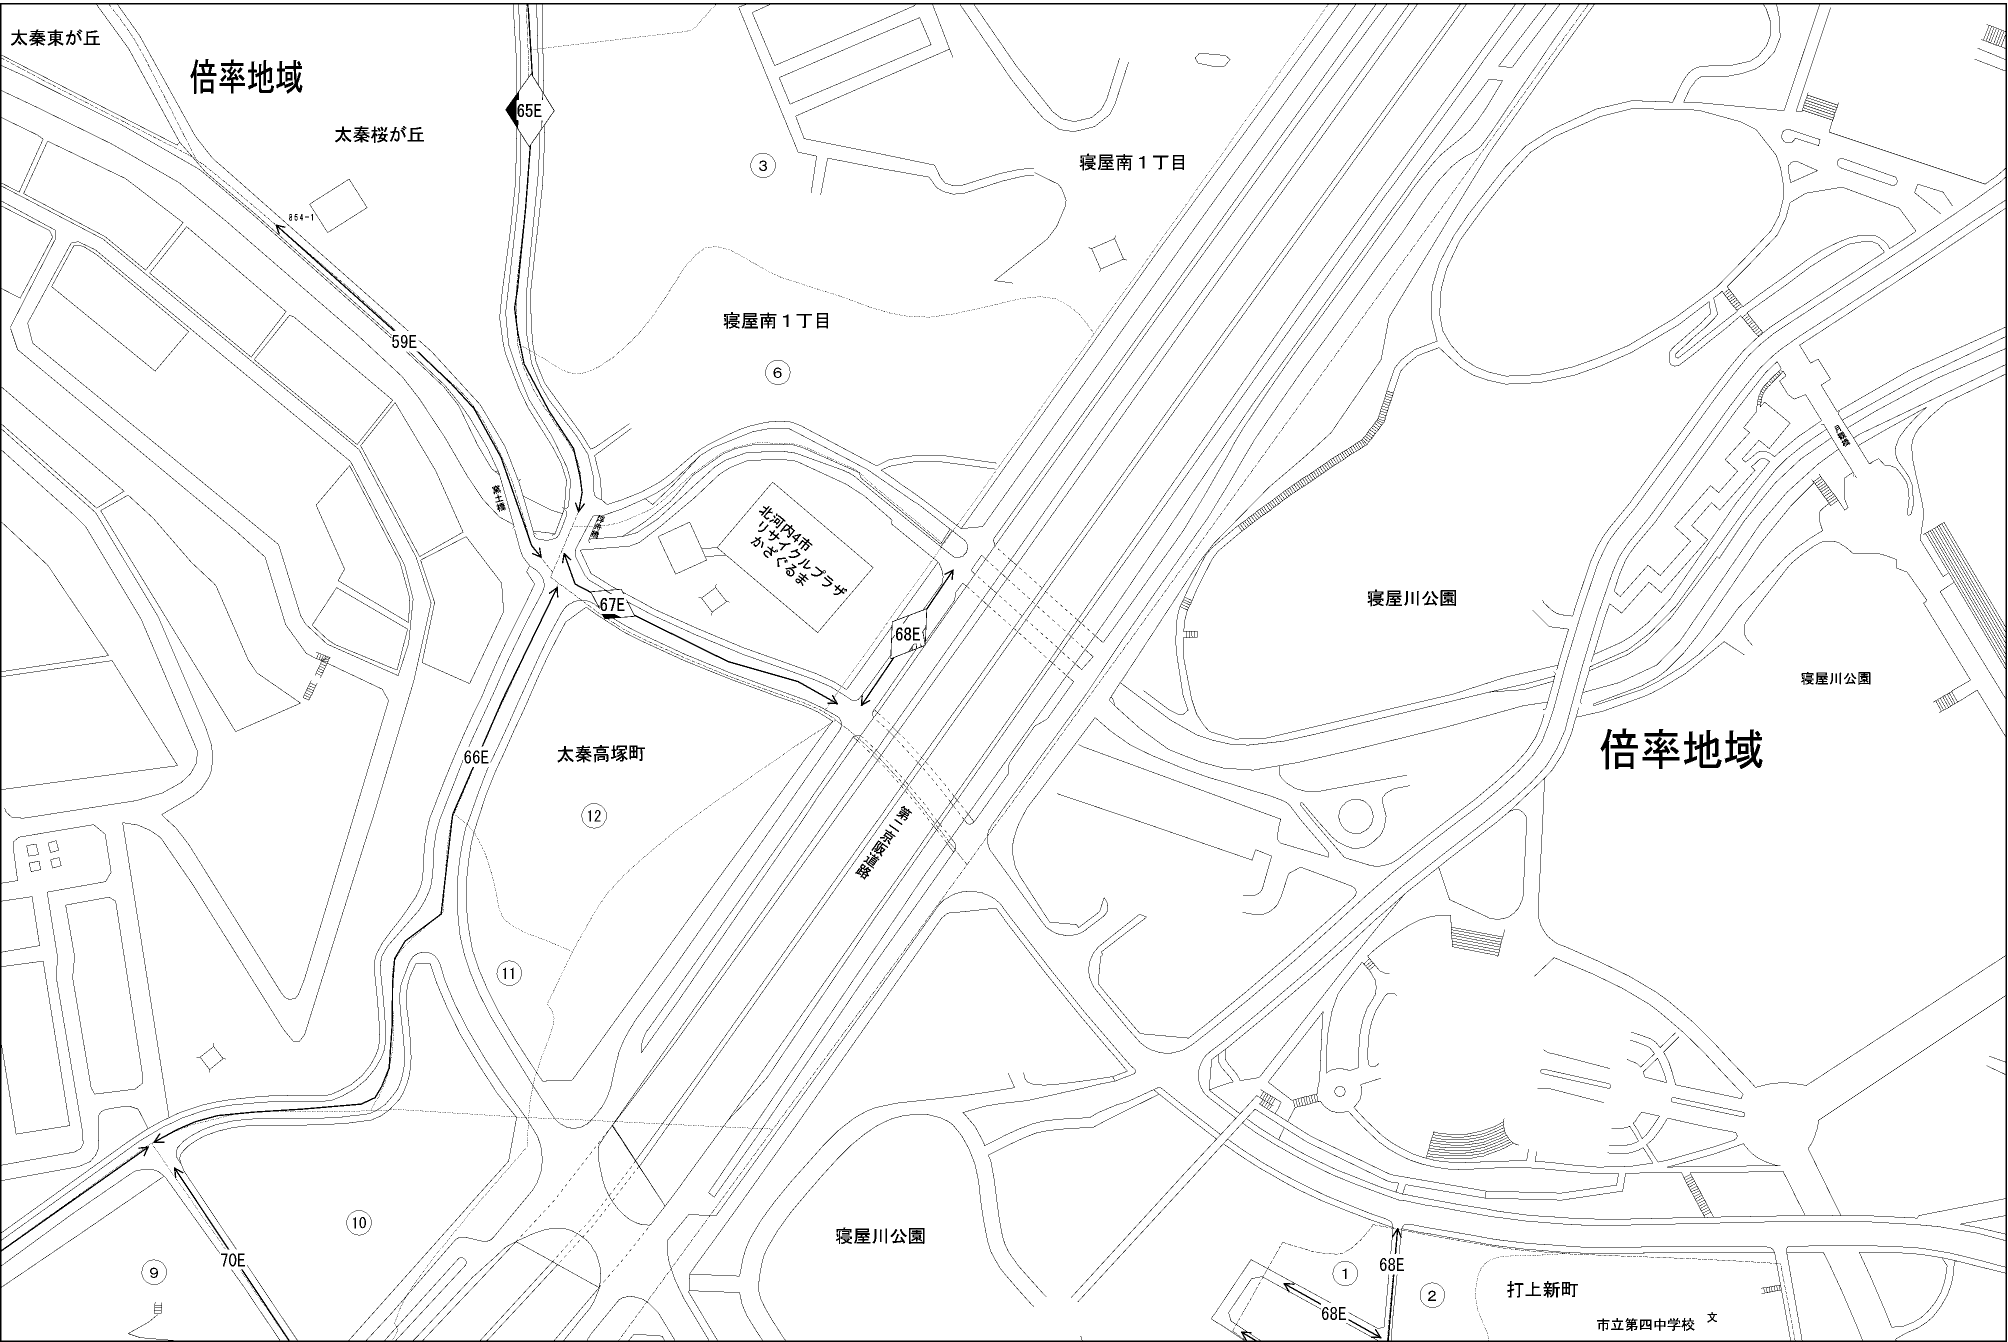 太秦東が丘
倍率地域
65E
太秦桜が丘
3
寝屋南1丁目
854-1
寝屋南1丁目
59E
6
月観橋
北河内4市
リサイクルプラザ
かざぐるま
67E
68E
寝屋川公園
寝屋川公園
66E
太秦高塚町
倍率地域
12
第二京阪道路
11
10
寝屋川公園
70E
9
68E
1
2
打上新町
68E
市立第四中学校
文